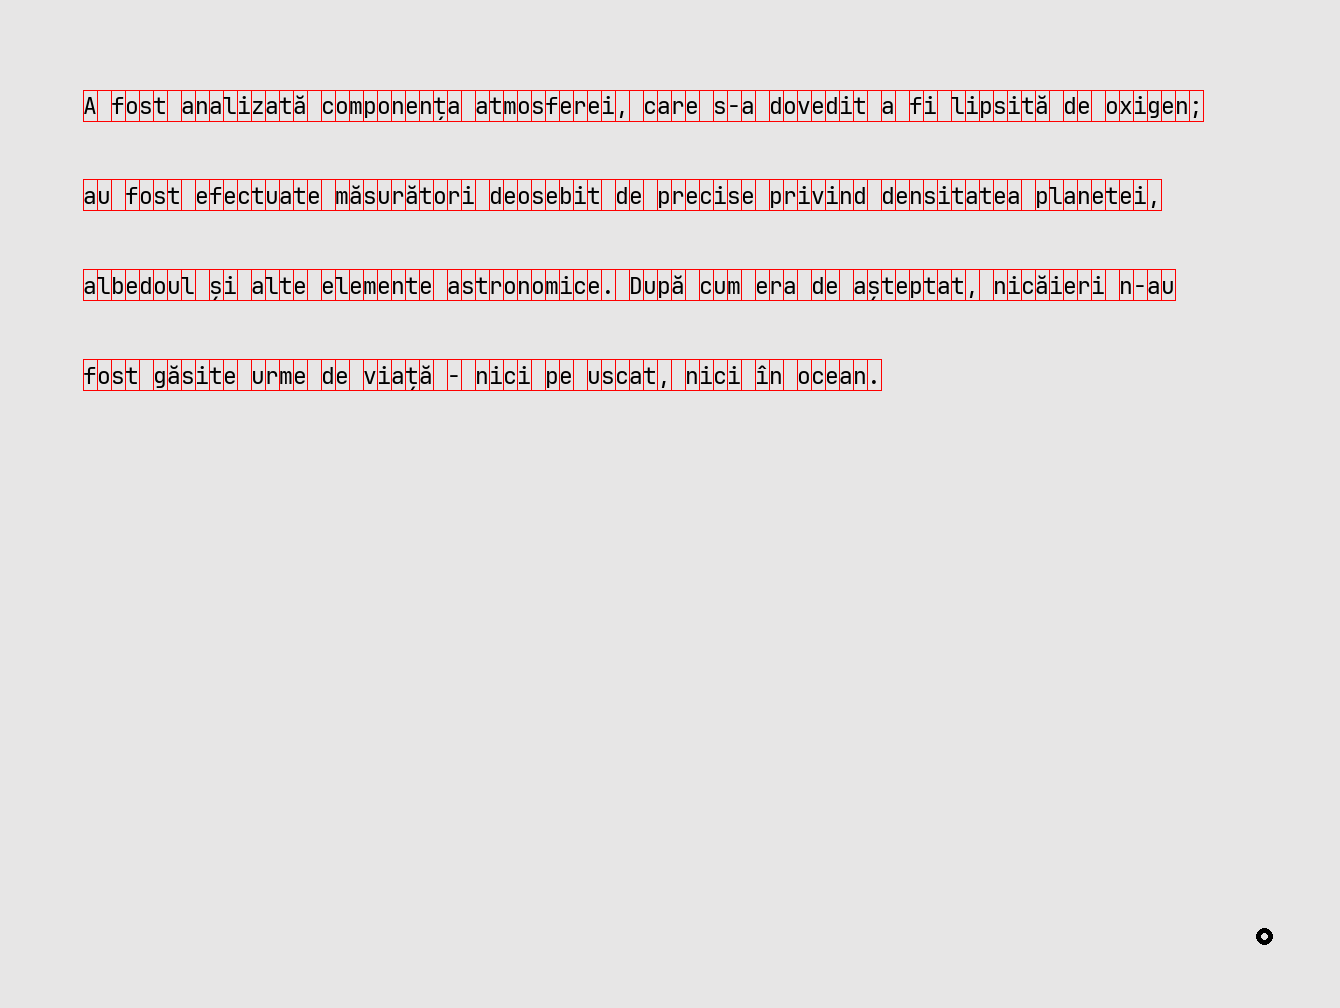 A fost analizată componența atmosferei, care s-a dovedit a fi lipsită de oxigen;
au fost efectuate măsurători deosebit de precise privind densitatea planetei,
albedoul și alte elemente astronomice. După cum era de așteptat, nicăieri n-au
fost găsite urme de viață - nici pe uscat, nici în ocean.